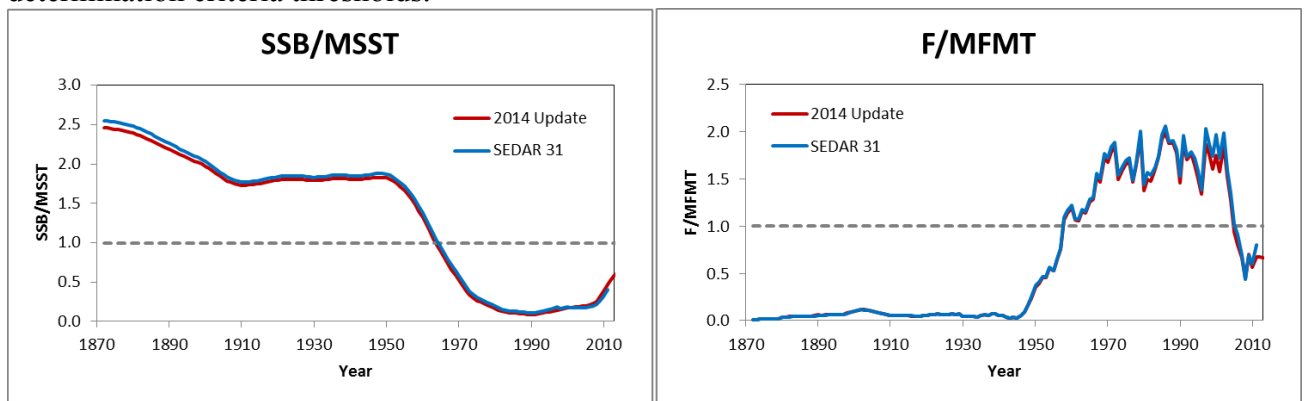 determination criteria thresholds.
SSB/MSST
3.0
2.5
2.0
1.5
1.0
0.5
0.0
SSB/MSST
2014 Update
SEDAR 31
1870 1890 1910 1930 1950 1970 1990 2010
Year
F/MFMT
2.5
2.0
1.5
1.0
0.5
0.0
F/MFMT
2014 Update
SEDAR 31
1870 1890 1910 1930 1950 1970 1990 2010
Year